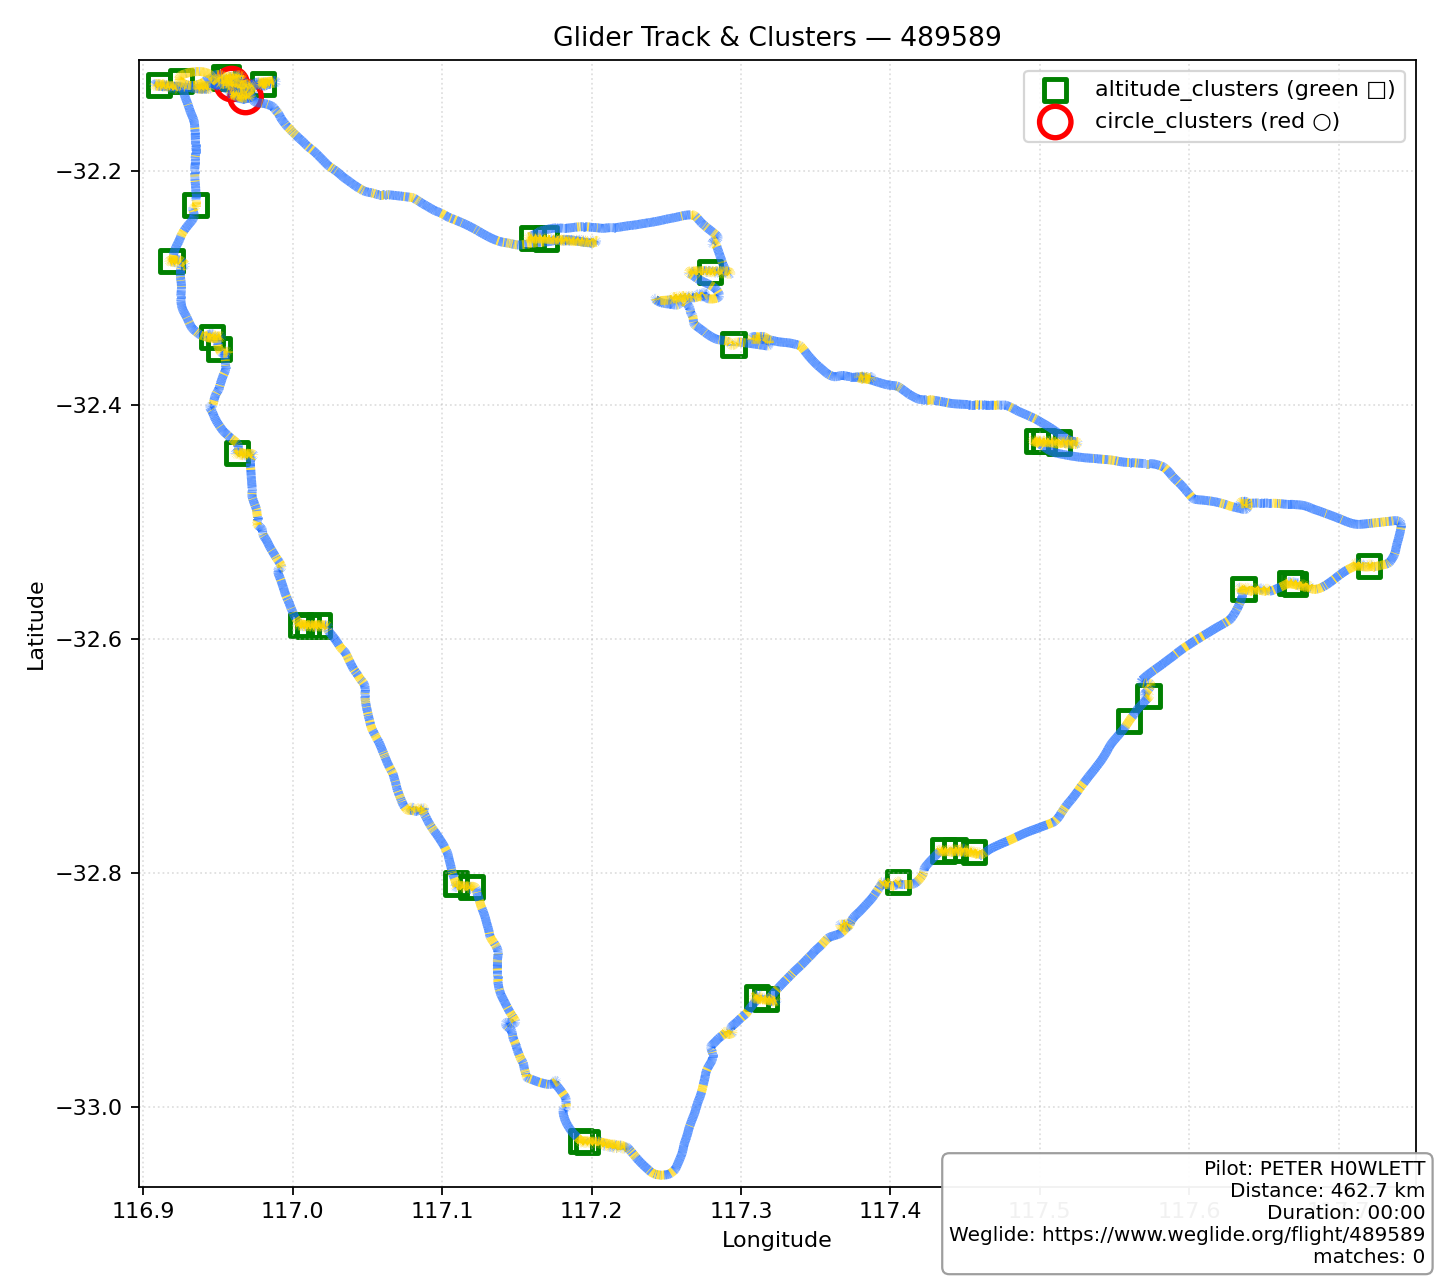 Glider Track & Clusters — 489589
altitude_clusters (green □)
circle_clusters (red ○)
Latitude
−32.2
−32.4
−32.6
−32.8
−33.0
116.9 117.0 117.1 117.2 117.3 117.4 117.5 117.6
Longitude
Pilot: PETER H0WLETT
Distance: 462.7 km
Duration: 00:00
Weglide: https://www.weglide.org/flight/489589
matches: 0